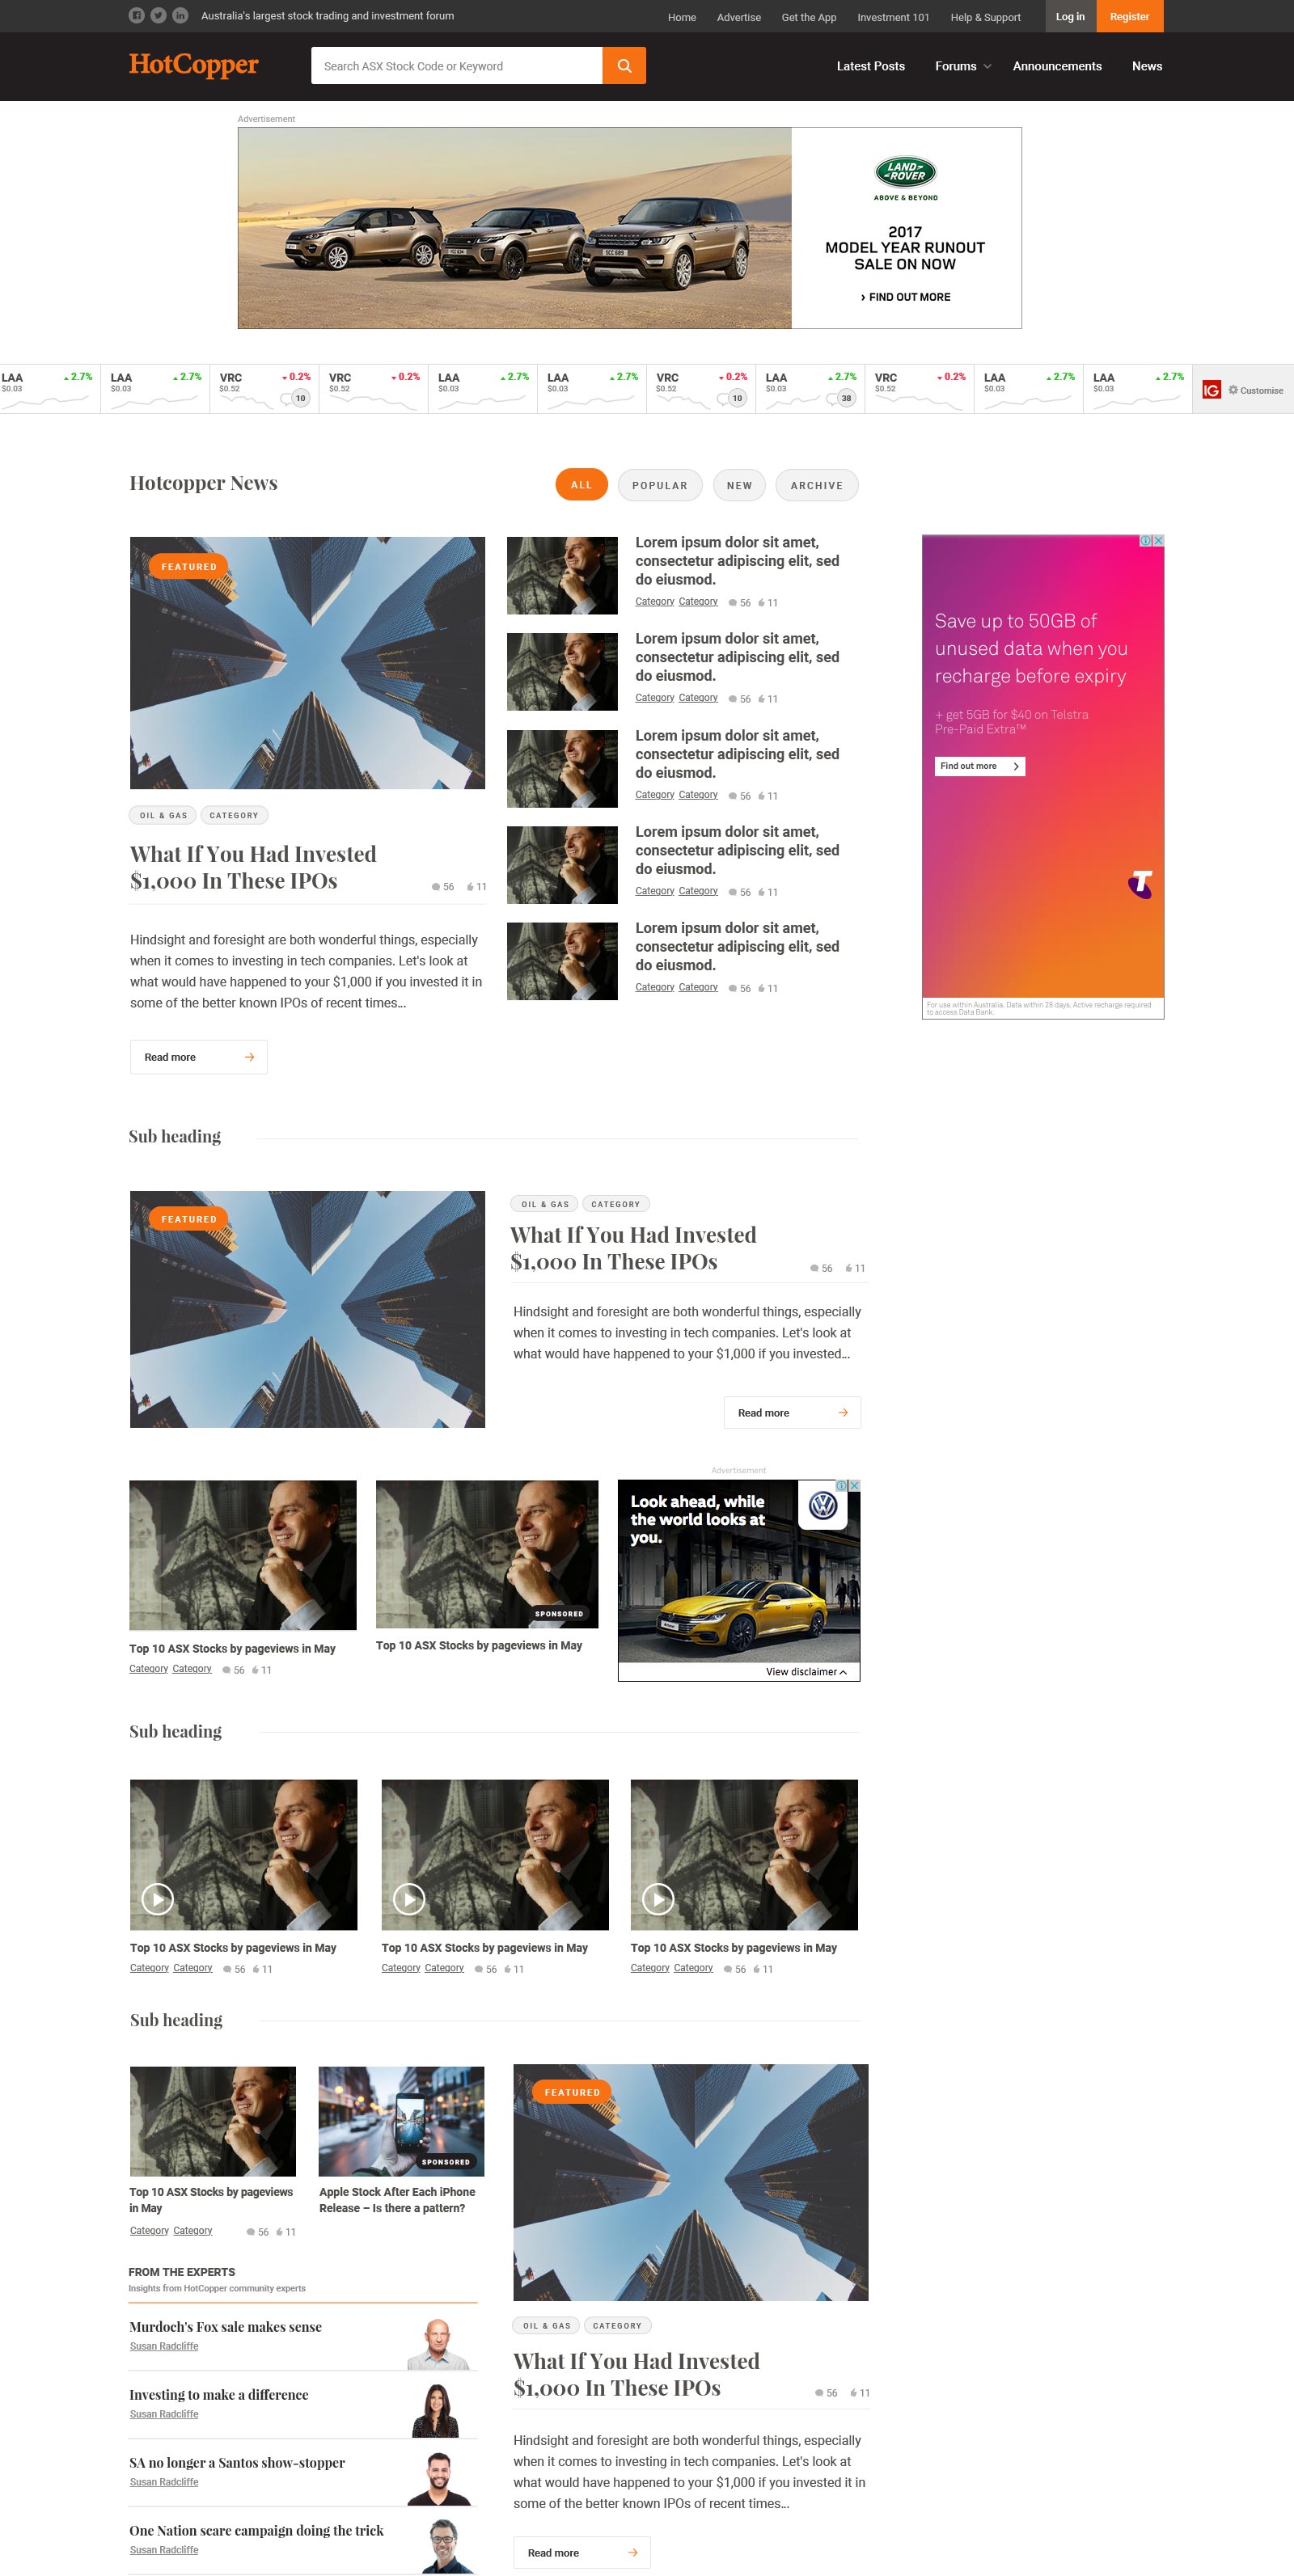 Australia's largest stock trading and investment forum
Home Advertise Get the App Investment 101 Help & Support Log in Register
HotCopper
Search ASX Stock Code or Keyword
Latest Posts Forums Announcements News
Advertisement
LAND ROVER
ABOVE & BEYOND
2017
MODEL YEAR RUNOUT
SALE ON NOW
› FIND OUT MORE
LAA 2.7%
$0.03
LAA 2.7%
$0.03
VRC 0.2%
$0.52
10
VRC 0.2%
$0.52
LAA 2.7%
$0.03
LAA 2.7%
$0.03
VRC 0.2%
$0.52
10
LAA 2.7%
$0.03
38
VRC 0.2%
$0.52
LAA 2.7%
$0.03
LAA 2.7%
$0.03
IG Customise
Hotcopper News
ALL POPULAR NEW ARCHIVE
FEATURED
OIL & GAS CATEGORY
What If You Had Invested
$1,000 In These IPOs
56 11
Hindsight and foresight are both wonderful things, especially
when it comes to investing in tech companies. Let's look at
what would have happened to your $1,000 if you invested it in
some of the better known IPOs of recent times...
Read more
Lorem ipsum dolor sit amet,
consectetur adipiscing elit, sed
do eiusmod.
Category Category 56 11
Lorem ipsum dolor sit amet,
consectetur adipiscing elit, sed
do eiusmod.
Category Category 56 11
Lorem ipsum dolor sit amet,
consectetur adipiscing elit, sed
do eiusmod.
Category Category 56 11
Lorem ipsum dolor sit amet,
consectetur adipiscing elit, sed
do eiusmod.
Category Category 56 11
Lorem ipsum dolor sit amet,
consectetur adipiscing elit, sed
do eiusmod.
Category Category 56 11
Save up to 50GB of
unused data when you
recharge before expiry
+ get 5GB for $40 on Telstra
Pre-Paid Extra™
Find out more
T
For use within Australia. Data within 28 days. Active recharge required
to access Data Bank.
Sub heading
FEATURED
OIL & GAS CATEGORY
What If You Had Invested
$1,000 In These IPOs
56 11
Hindsight and foresight are both wonderful things, especially
when it comes to investing in tech companies. Let's look at
what would have happened to your $1,000 if you invested...
Read more
Top 10 ASX Stocks by pageviews in May
Category Category 56 11
SPONSORED
Top 10 ASX Stocks by pageviews in May
Advertisement
Look ahead, while
the world looks at
you.
View disclaimer
Sub heading
Top 10 ASX Stocks by pageviews in May
Category Category 56 11
Top 10 ASX Stocks by pageviews in May
Category Category 56 11
Top 10 ASX Stocks by pageviews in May
Category Category 56 11
Sub heading
Top 10 ASX Stocks by pageviews
in May
Category Category 56 11
SPONSORED
Apple Stock After Each iPhone
Release – Is there a pattern?
FROM THE EXPERTS
Insights from HotCopper community experts
Murdoch's Fox sale makes sense
Susan Radcliffe
Investing to make a difference
Susan Radcliffe
SA no longer a Santos show-stopper
Susan Radcliffe
One Nation scare campaign doing the trick
Susan Radcliffe
FEATURED
OIL & GAS CATEGORY
What If You Had Invested
$1,000 In These IPOs
56 11
Hindsight and foresight are both wonderful things, especially
when it comes to investing in tech companies. Let's look at
what would have happened to your $1,000 if you invested it in
some of the better known IPOs of recent times...
Read more